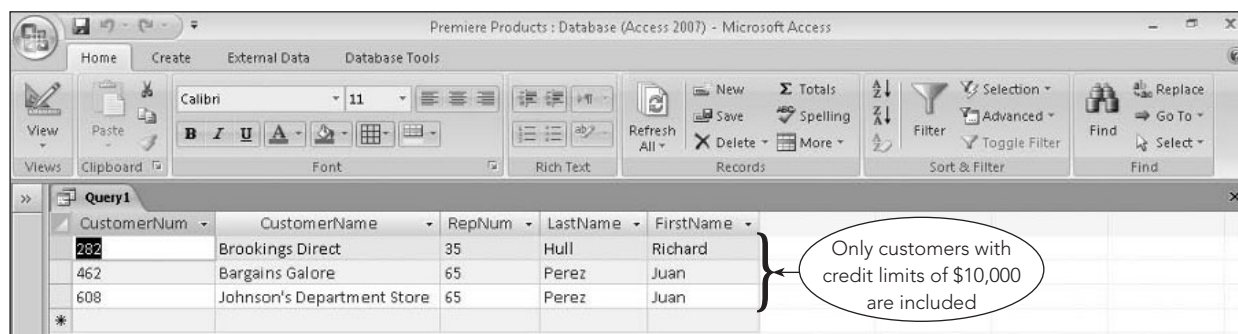 Premiere Products : Database (Access 2007) - Microsoft Access
Home Create External Data Database Tools
View
Views
Paste
Clipboard
Calibri 11
B I U A
Font
ab
Rich Text
Refresh All
New
Save
Delete
Σ Totals
ABC Spelling
More
Records
A Z
Z A
Filter
Selection
Advanced
Toggle Filter
Sort & Filter
Find
Replace
Go To
Select
Find
Query1
CustomerNum CustomerName RepNum LastName FirstName
282 Brookings Direct 35 Hull Richard
462 Bargains Galore 65 Perez Juan
608 Johnson's Department Store 65 Perez Juan
*
Only customers with
credit limits of $10,000
are included